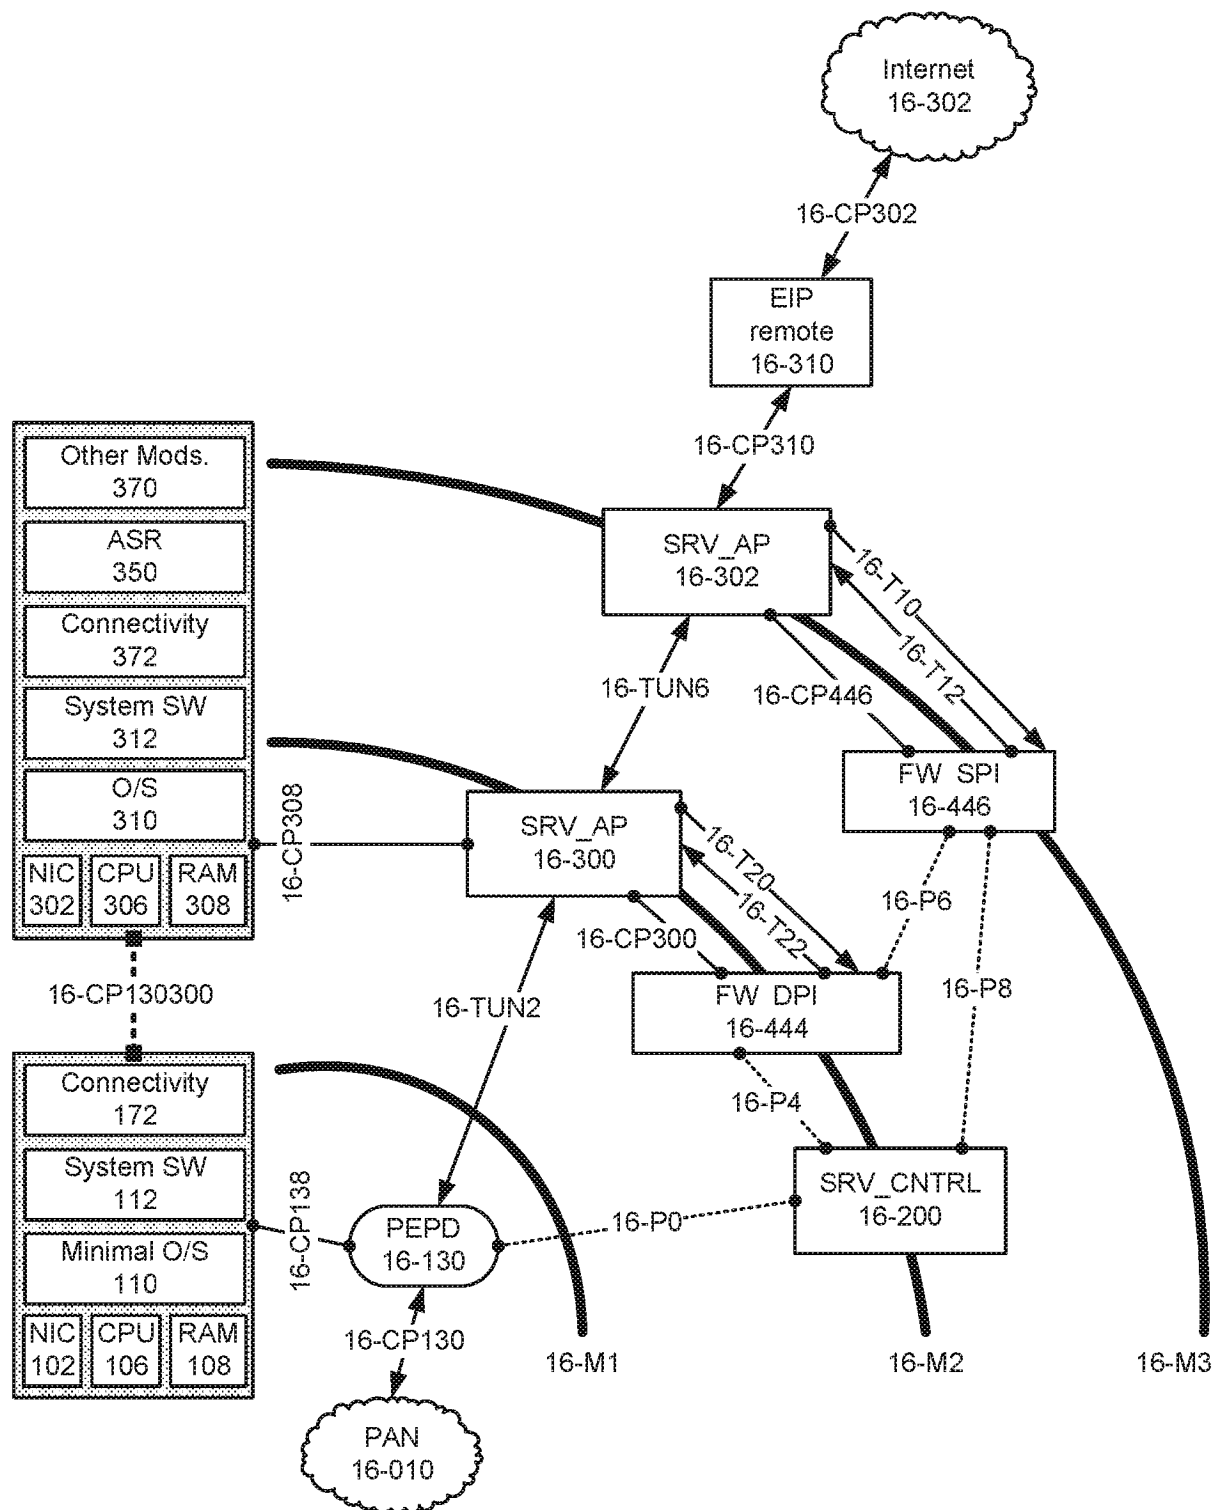 Internet
16-302
16-CP302
EIP
remote
16-310
16-CP310
Other Mods.
370
ASR
350
Connectivity
372
System SW
312
O/S
310
NIC
302
CPU
306
RAM
308
16-CP308
SRV_AP
16-302
16-T10
16-T12
16-TUN6
16-CP446
FW_SPI
16-446
SRV_AP
16-300
16-T20
16-T22
16-CP300
16-P6
16-P8
FW_DPI
16-444
16-CP130300
16-TUN2
16-P4
Connectivity
172
System SW
112
Minimal O/S
110
NIC
102
CPU
106
RAM
108
16-CP138
PEPD
16-130
16-P0
SRV_CNTRL
16-200
16-CP130
16-M1
16-M2
16-M3
PAN
16-010